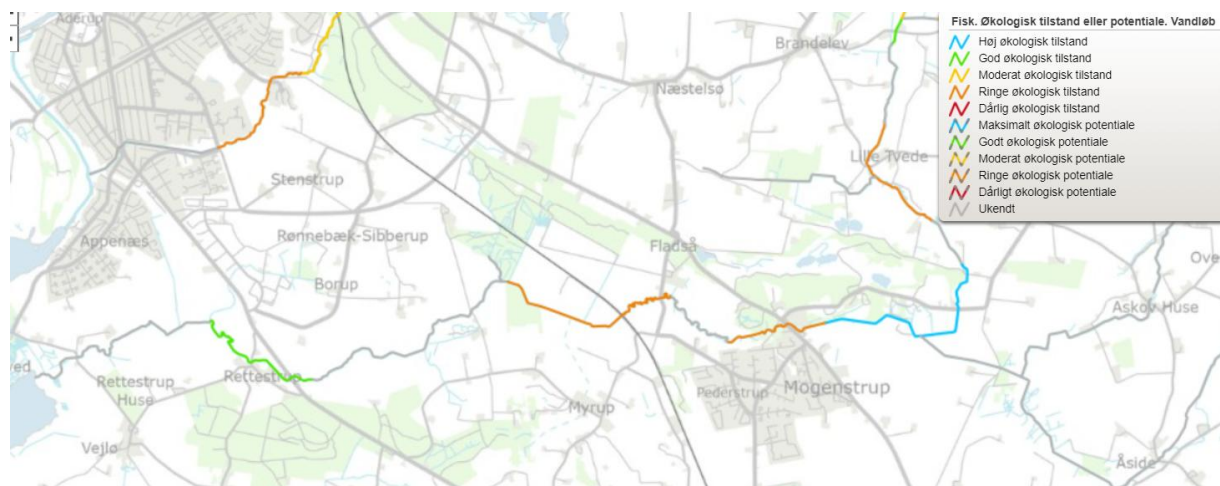 Fisk. Økologisk tilstand eller potentiale. Vandløb
Høj økologisk tilstand
God økologisk tilstand
Moderat økologisk tilstand
Ringe økologisk tilstand
Dårlig økologisk tilstand
Maksimalt økologisk potentiale
Godt økologisk potentiale
Moderat økologisk potentiale
Ringe økologisk potentiale
Dårligt økologisk potentiale
Ukendt
Aderup
Brandelev
Næstelsø
Lille Tvede
Stenstrup
Appenæs
Rønnebæk-Sibberup
Fladså
Borup
Ove
Askov Huse
ved
Rettestrup
Huse
Rettestrup
Pederstrup
Mogenstrup
Myrup
Vejlø
Åside